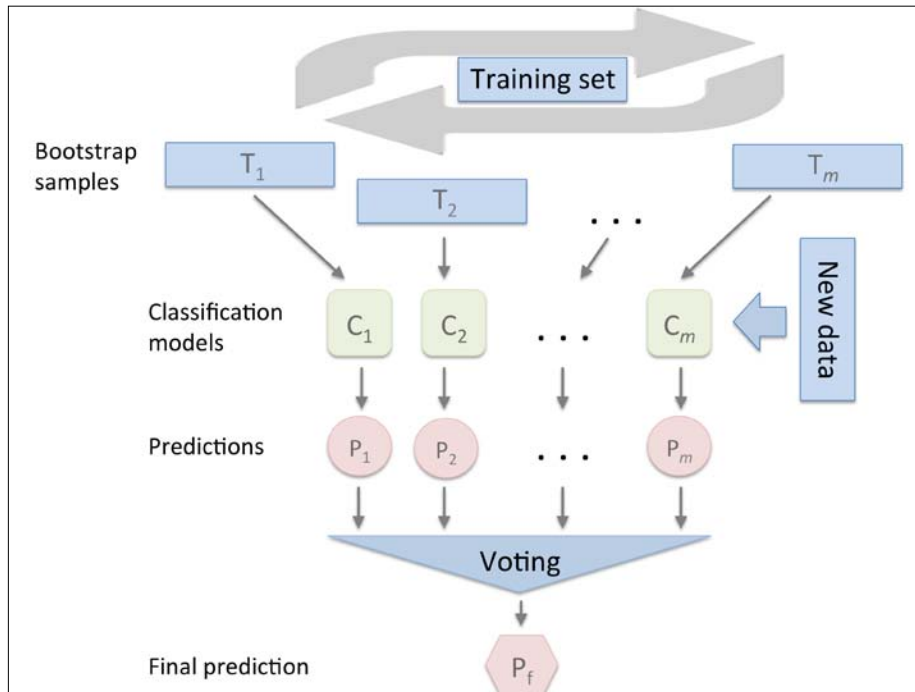 Training set
Bootstrap
samples
T1
T2
. . .
Tm
Classification
models
C1
C2
. . .
Cm
New data
Predictions
P1
P2
. . .
Pm
Voting
Final prediction
Pf